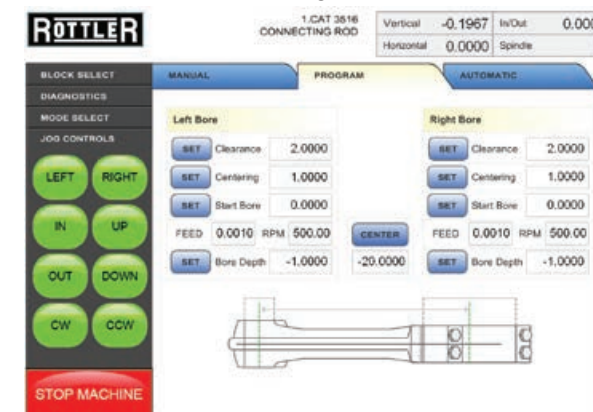 ROTTLER
1.CAT 3516
CONNECTING ROD
Vertical -0.1967 In/Out 0.000
Horizontal 0.0000 Spindle
BLOCK SELECT
DIAGNOSTICS
MODE SELECT
JOG CONTROLS
MANUAL PROGRAM AUTOMATIC
LEFT RIGHT
IN UP
OUT DOWN
CW CCW
STOP MACHINE
Left Bore
SET Clearance 2.0000
SET Centering 1.0000
SET Start Bore 0.0000
FEED 0.0010 RPM 500.00
SET Bore Depth -1.0000
CENTER
-20.0000
Right Bore
SET Clearance 2.0000
SET Centering 1.0000
SET Start Bore 0.0000
FEED 0.0010 RPM 500.00
SET Bore Depth -1.0000